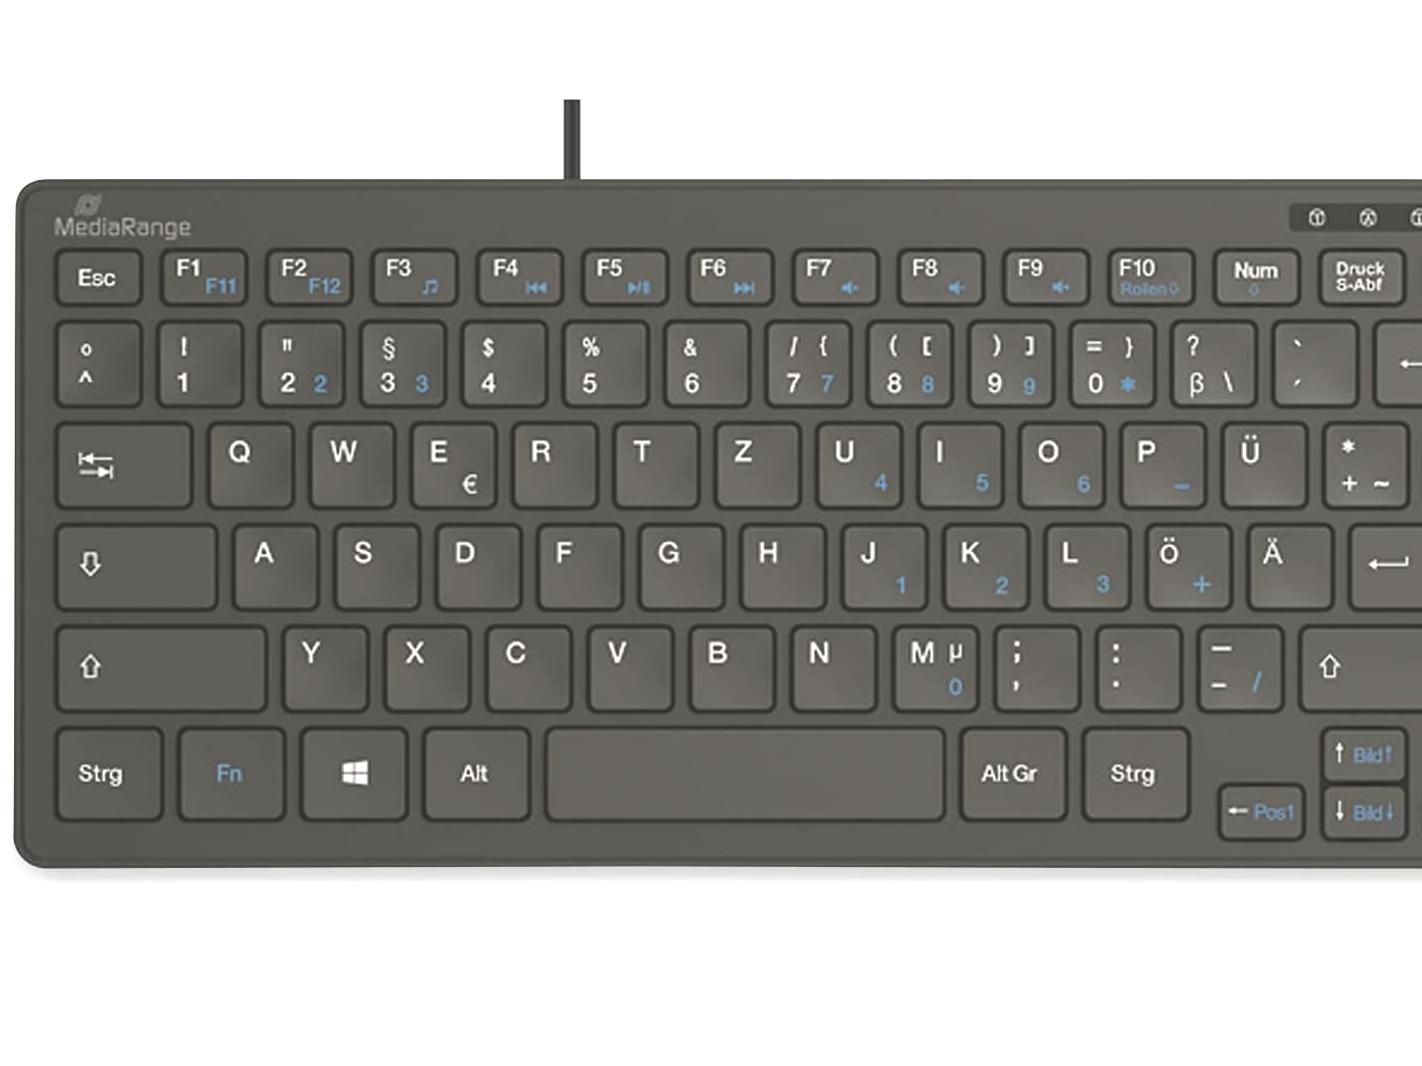 MediaRange
Esc F1 F11 F2 F12 F3 F4 F5 F6 F7 F8 F9 F10 Rollen Num Druck S-Abf
° ^ ! 1 " 2 2 § 3 3 $ 4 % 5 & 6 / { 7 7 ( [ 8 8 ) ] 9 9 = } 0 * ? ß \ ` ´
Q W E € R T Z U 4 I 5 O 6 P – Ü * + ~
A S D F G H J 1 K 2 L 3 Ö + Ä
Y X C V B N M µ 0 ; , : . _ - /
Strg Fn Alt Alt Gr Strg ↑ Bild↑
← Pos1 ↓ Bild↓